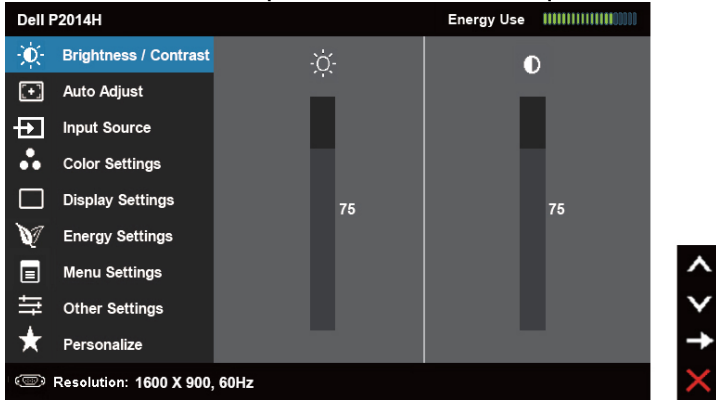 Dell P2014H Energy Use
Brightness / Contrast
Auto Adjust
Input Source
Color Settings
Display Settings
75 75
Energy Settings
Menu Settings
Other Settings
Personalize
Resolution: 1600 X 900, 60Hz